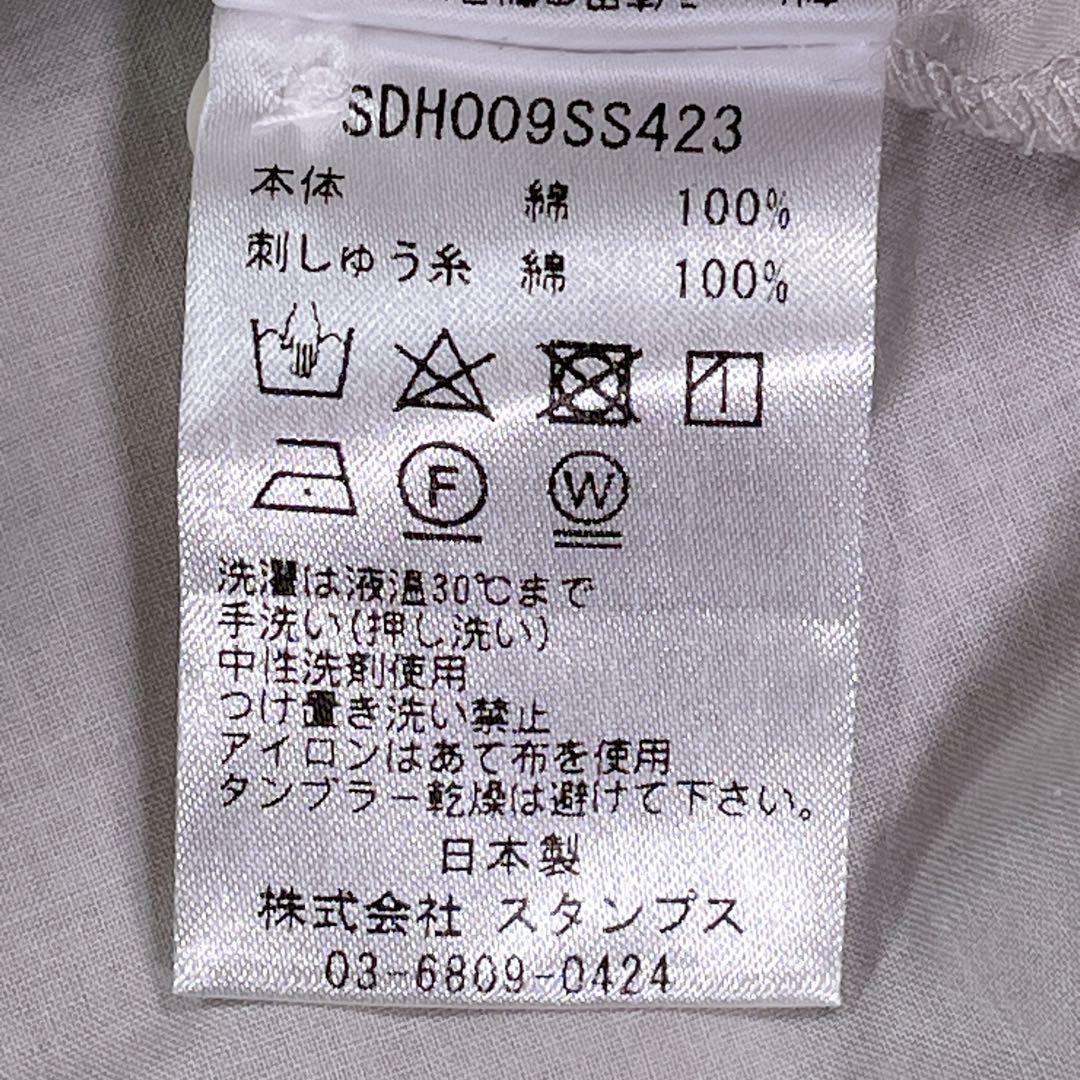 SDH009SS423
本体 綿 100%
刺しゅう糸 綿 100%
F W
洗濯は液温30℃まで
手洗い(押し洗い)
中性洗剤使用
つけ置き洗い禁止
アイロンはあて布を使用
タンブラー乾燥は避けて下さい。
日本製
株式会社 スタンプス
03-6809-0424